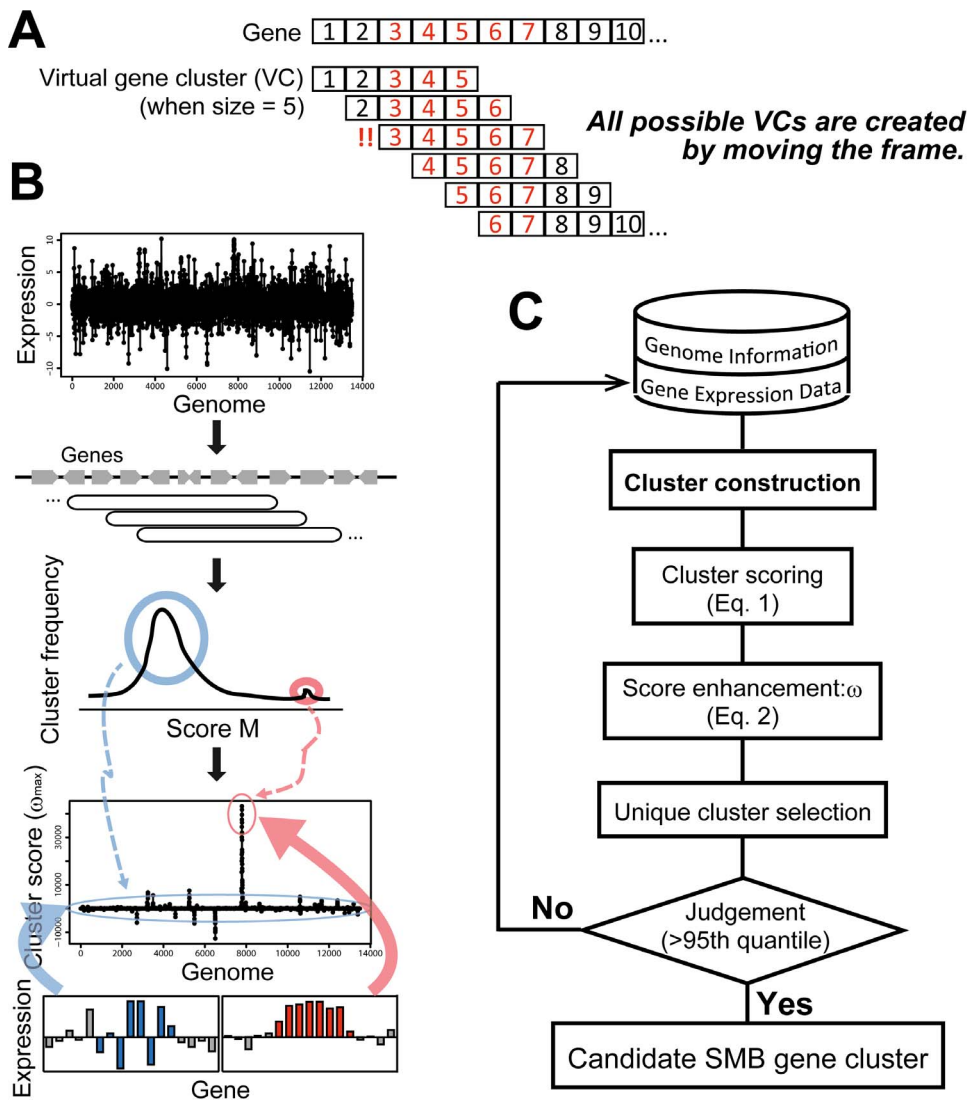 A
Gene 1 2 3 4 5 6 7 8 9 10 ...
Virtual gene cluster (VC) 1 2 3 4 5
(when size = 5) 2 3 4 5 6
!! 3 4 5 6 7
4 5 6 7 8
5 6 7 8 9
6 7 8 9 10 ...
All possible VCs are created
by moving the frame.
B
Expression
10
5
0
-5
-10
0 2000 4000 6000 8000 10000 12000 14000
Genome
Genes
...
...
Cluster frequency
Score M
Cluster score (ωmax)
30000
10000
-10000
0 2000 4000 6000 8000 10000 12000 14000
Genome
Expression
Gene
C
Genome Information
Gene Expression Data
Cluster construction
Cluster scoring
(Eq. 1)
Score enhancement:ω
(Eq. 2)
Unique cluster selection
Judgement
(>95th quantile)
No
Yes
Candidate SMB gene cluster